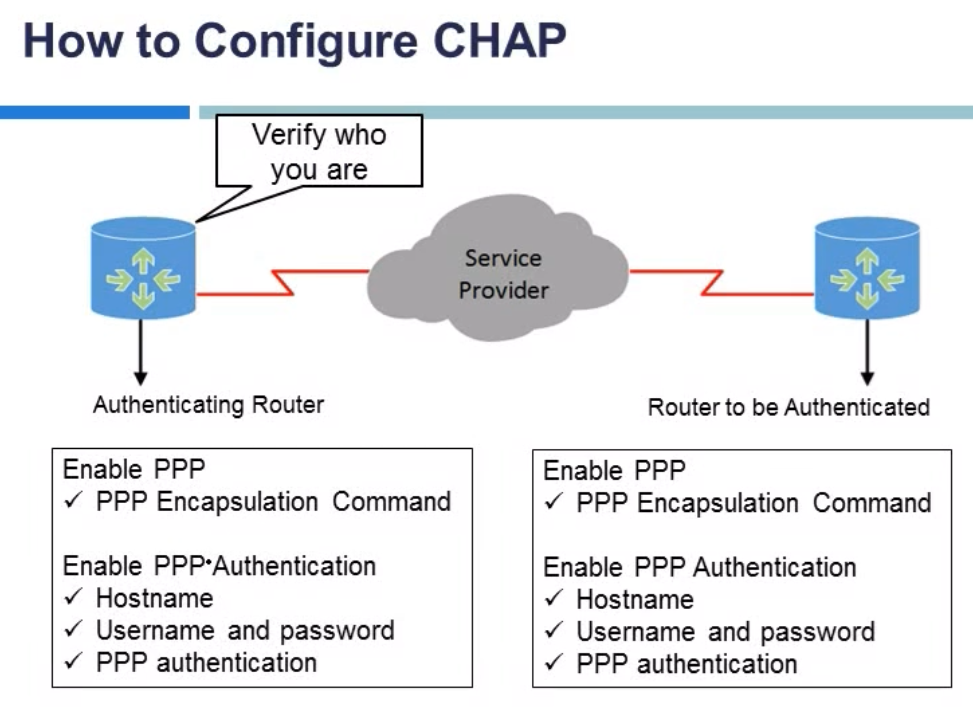 How to Configure CHAP
Verify who
you are
Service
Provider
Authenticating Router
Router to be Authenticated
Enable PPP
✓ PPP Encapsulation Command
Enable PPP Authentication
✓ Hostname
✓ Username and password
✓ PPP authentication
Enable PPP
✓ PPP Encapsulation Command
Enable PPP Authentication
✓ Hostname
✓ Username and password
✓ PPP authentication